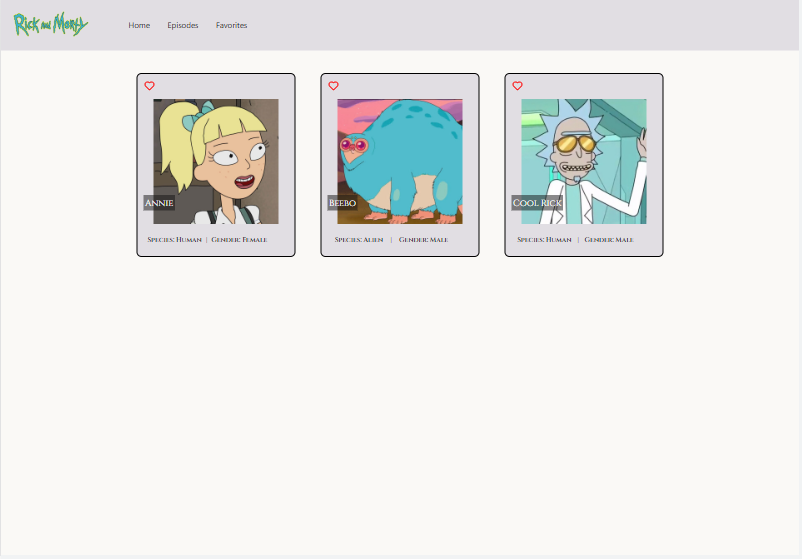 Rick and Morty
Home Episodes Favorites
Annie
Species: Human | Gender: Female
Beebo
Species: Alien | Gender: Male
Cool Rick
Species: Human | Gender: Male